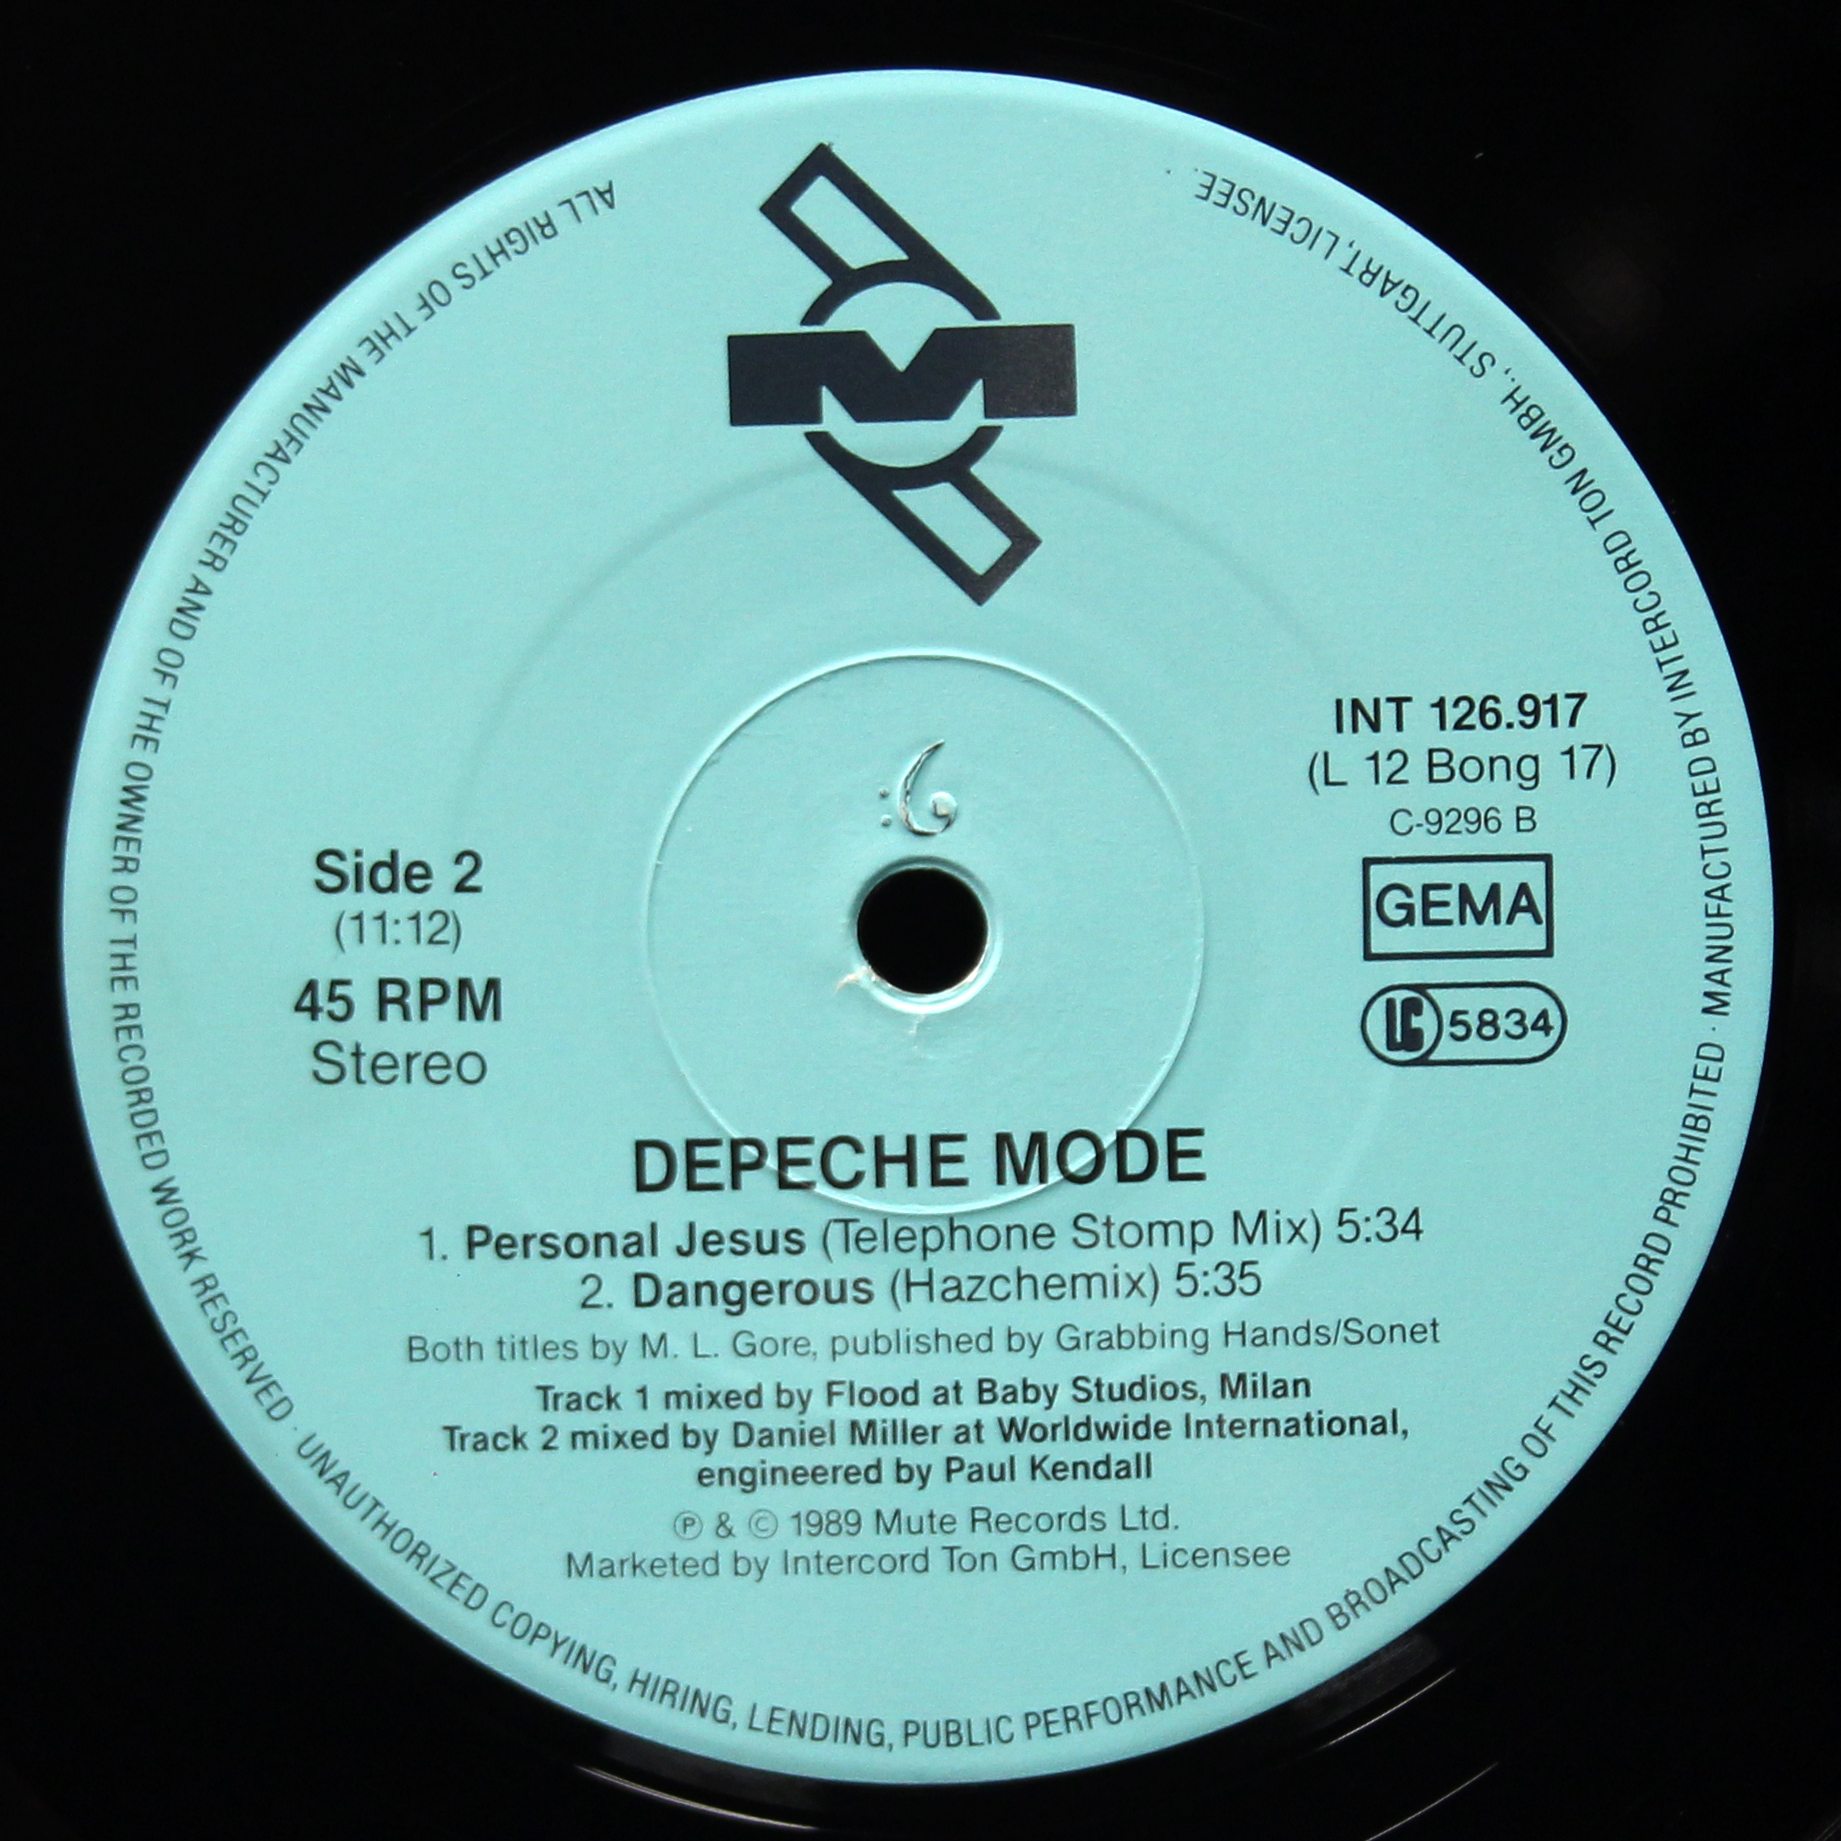 M
INT 126.917
(L 12 Bong 17)
C-9296 B
GEMA
LC 5834
Side 2
(11:12)
45 RPM
Stereo
DEPECHE MODE
1. Personal Jesus (Telephone Stomp Mix) 5:34
2. Dangerous (Hazchemix) 5:35
Both titles by M. L. Gore, published by Grabbing Hands/Sonet
Track 1 mixed by Flood at Baby Studios, Milan
Track 2 mixed by Daniel Miller at Worldwide International,
engineered by Paul Kendall
Ⓟ & © 1989 Mute Records Ltd.
Marketed by Intercord Ton GmbH, Licensee
ALL RIGHTS OF THE MANUFACTURER AND OF THE OWNER OF THE RECORDED WORK RESERVED · UNAUTHORIZED COPYING, HIRING, LENDING, PUBLIC PERFORMANCE AND BROADCASTING OF THIS RECORD PROHIBITED · MANUFACTURED BY INTERCORD TON GMBH., STUTTGART, LICENSEE.